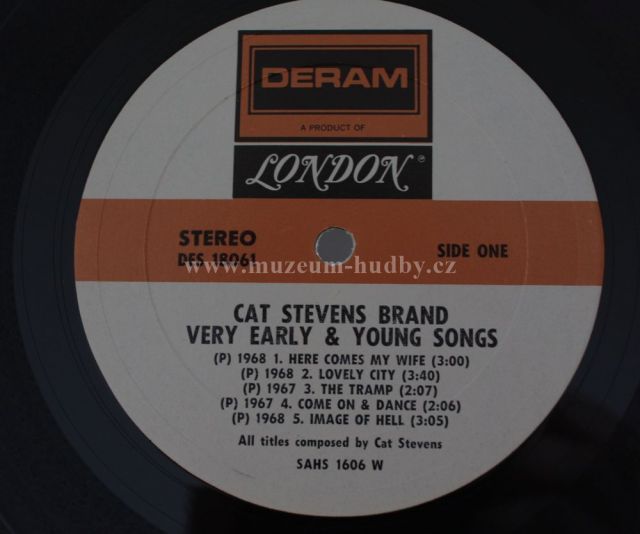 DERAM
A PRODUCT OF
LONDON®
STEREO
DES 18061
SIDE ONE
www.muzeum-hudby.cz
CAT STEVENS BRAND
VERY EARLY & YOUNG SONGS
(P) 1968 1. HERE COMES MY WIFE (3:00)
(P) 1968 2. LOVELY CITY (3:40)
(P) 1967 3. THE TRAMP (2:07)
(P) 1967 4. COME ON & DANCE (2:06)
(P) 1968 5. IMAGE OF HELL (3:05)
All titles composed by Cat Stevens
SAHS 1606 W